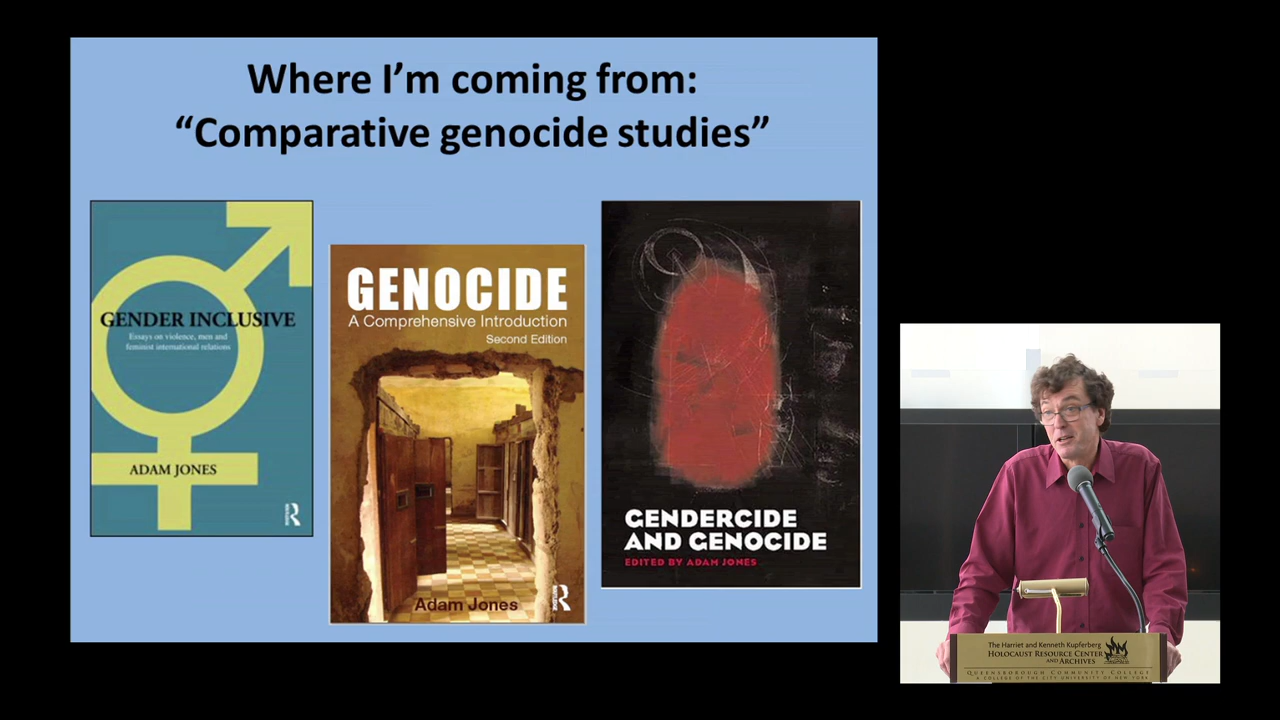 Where I'm coming from:
“Comparative genocide studies”
GENDER INCLUSIVE
Essays on violence, men and
feminist international relations
ADAM JONES
R
GENOCIDE
A Comprehensive Introduction
Second Edition
Adam Jones
R
ROUTLEDGE
GENDERCIDE
AND GENOCIDE
EDITED BY ADAM JONES
The Harriet and Kenneth Kupferberg
HOLOCAUST RESOURCE CENTER
AND ARCHIVES
QUEENSBOROUGH COMMUNITY COLLEGE
A COLLEGE OF THE CITY UNIVERSITY OF NEW YORK